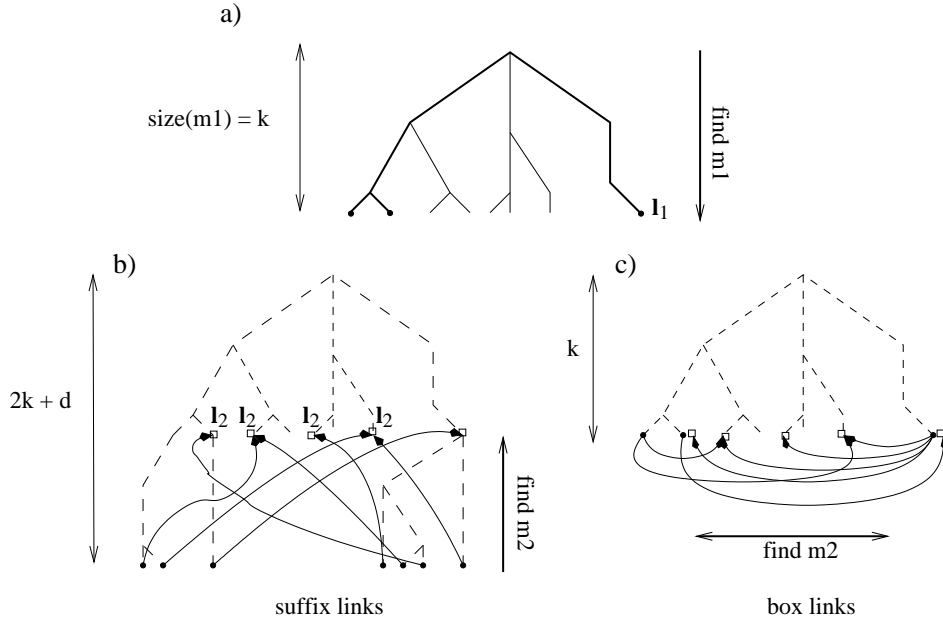 a)
size(m1) = k
find m1
l1
b)
c)
2k + d
k
l2 l2 l2 l2
find m2
find m2
suffix links
box links